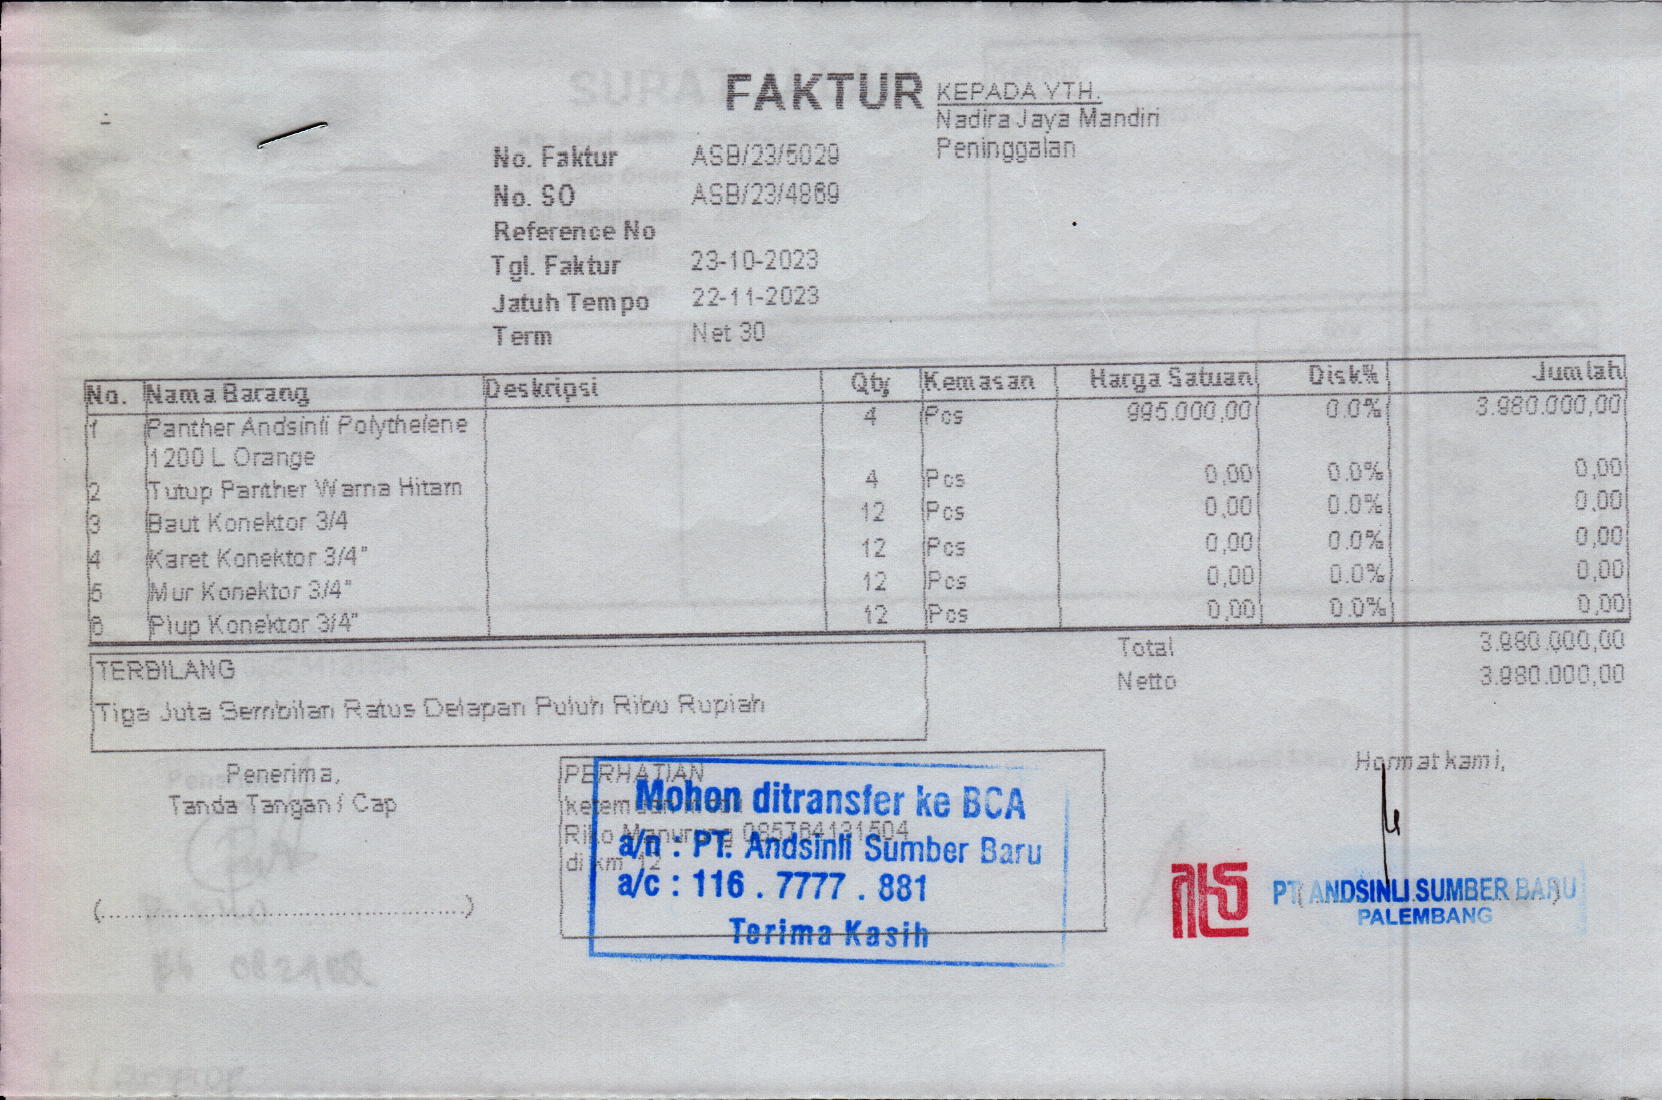 FAKTUR
KEPADA YTH.
Nadira Jaya Mandiri
Peninggalan
No. Faktur ASB/23/5029
No. SO ASB/23/4869
Reference No
Tgl. Faktur 23-10-2023
Jatuh Tempo 22-11-2023
Term Net 30
No. Nama Barang Deskripsi Qty Kemasan Harga Satuan Disk% Jumlah
1 Panther Andsinli Polythelene 4 Pcs 995.000,00 0.0% 3.980.000,00
1200 L Orange
2 Tutup Panther Warna Hitam 4 Pcs 0,00 0.0% 0,00
3 Baut Konektor 3/4 12 Pcs 0,00 0.0% 0,00
4 Karet Konektor 3/4" 12 Pcs 0,00 0.0% 0,00
5 Mur Konektor 3/4" 12 Pcs 0,00 0.0% 0,00
6 Plup Konektor 3/4" 12 Pcs 0,00 0.0% 0,00
Total 3.980.000,00
Netto 3.980.000,00
TERBILANG
Tiga Juta Sembilan Ratus Delapan Puluh Ribu Rupiah
Penerima,
Tanda Tangan / Cap
(..........................................)
PERHATIAN
Riko Manurung 085764131504
di km 12
Mohon ditransfer ke BCA
a/n : PT. Andsinli Sumber Baru
a/c : 116 . 7777 . 881
Terima Kasih
Hormat kami,
PT. ANDSINLI SUMBER BARU
PALEMBANG